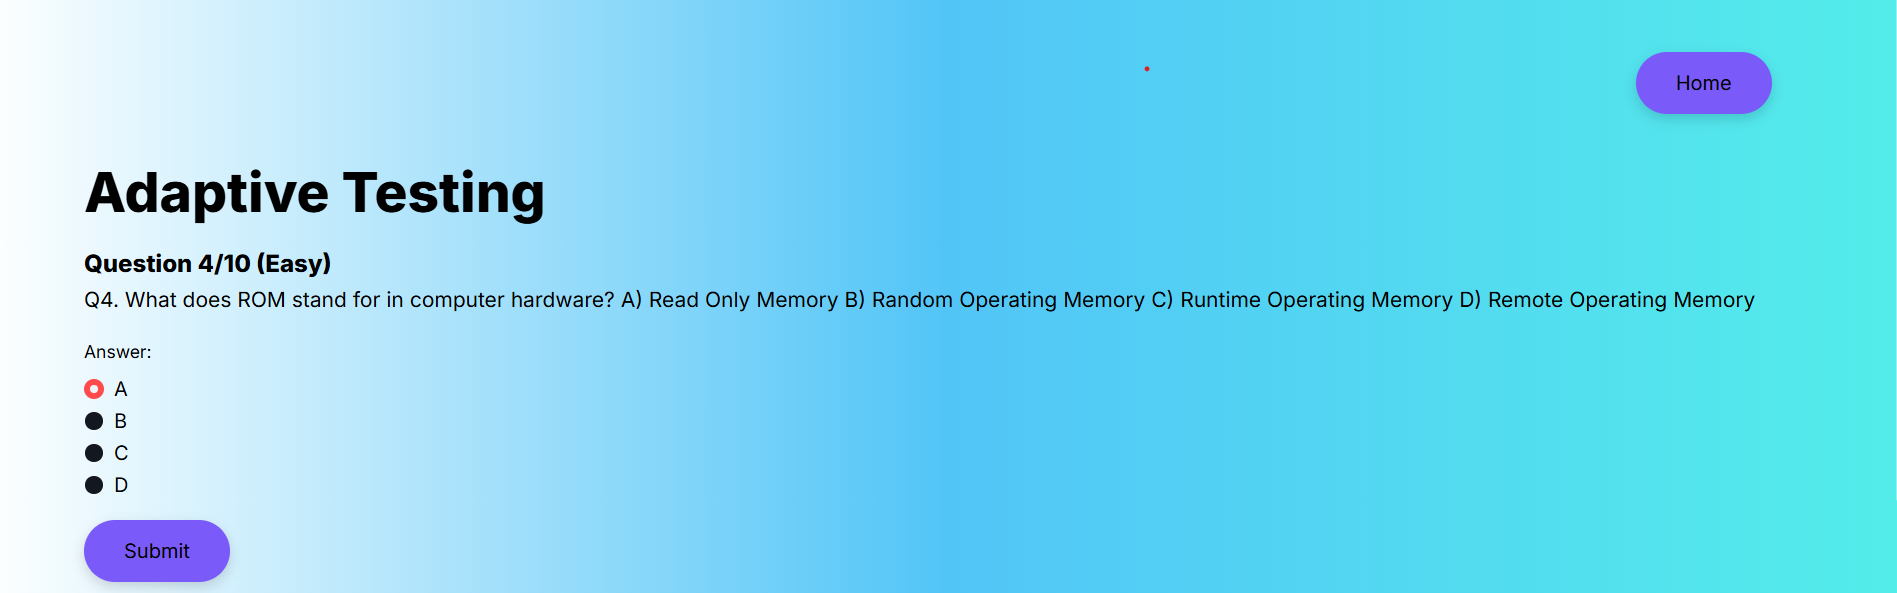 Home
Adaptive Testing
Question 4/10 (Easy)
Q4. What does ROM stand for in computer hardware? A) Read Only Memory B) Random Operating Memory C) Runtime Operating Memory D) Remote Operating Memory
Answer:
A
B
C
D
Submit